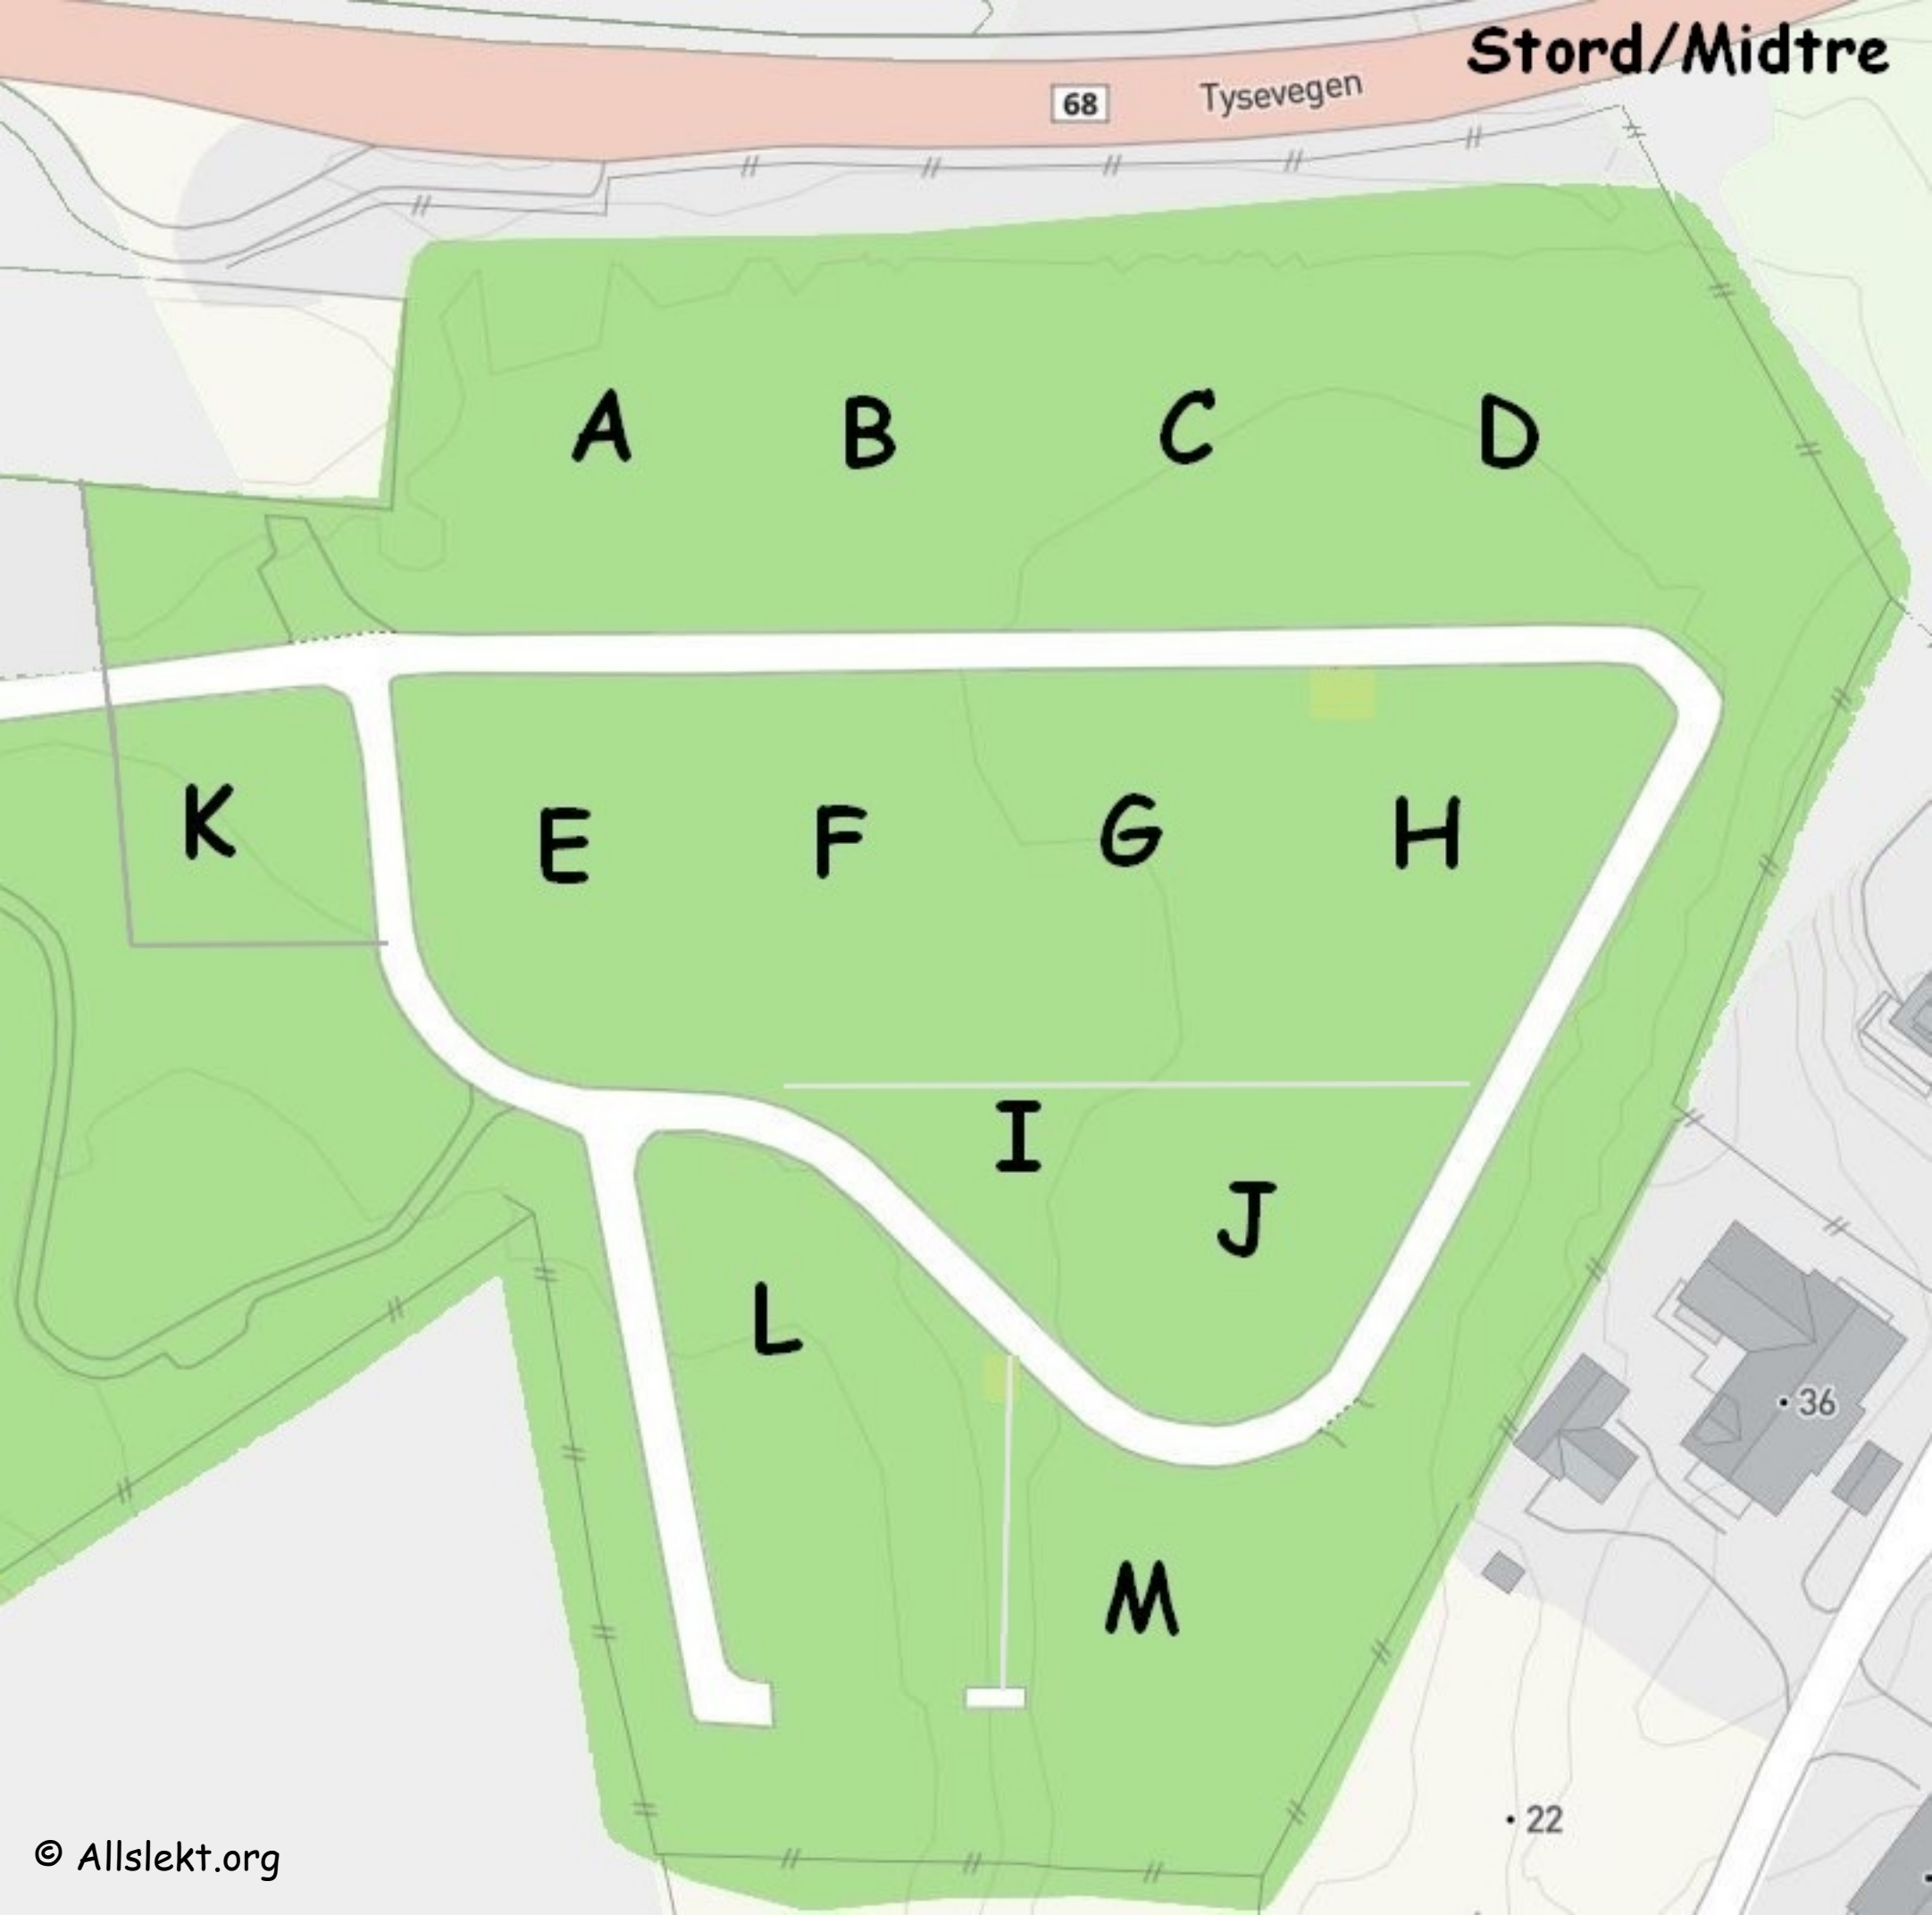 Stord/Midtre
68 Tysevegen
A B C D
K E F G H
I
J
L
36
M
22
© Allslekt.org